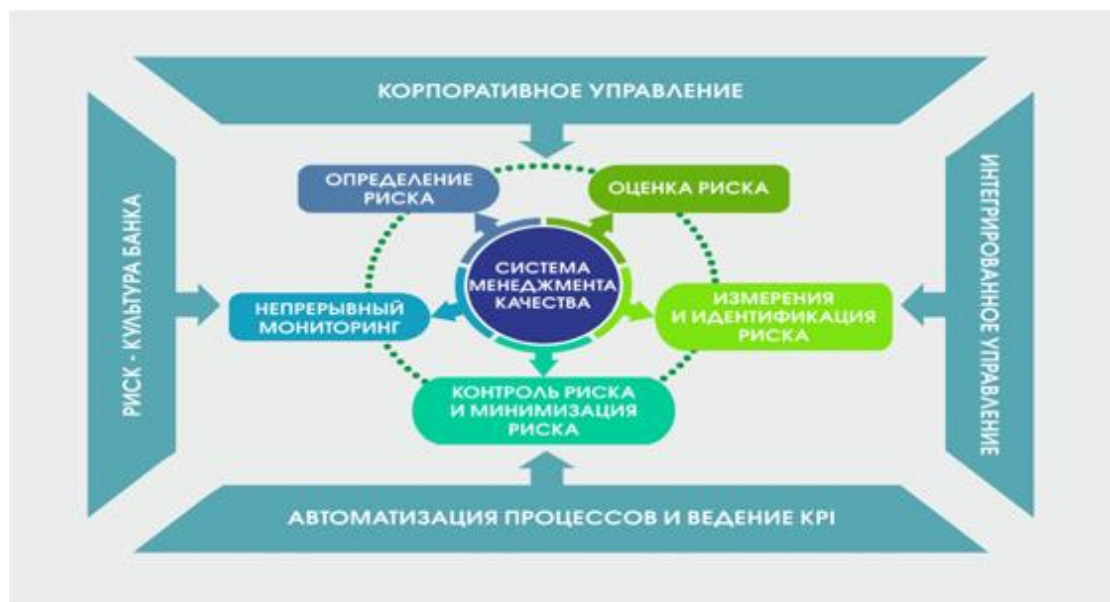 КОРПОРАТИВНОЕ УПРАВЛЕНИЕ
ОПРЕДЕЛЕНИЕ
РИСКА
ОЦЕНКА РИСКА
РИСК - КУЛЬТУРА БАНКА
СИСТЕМА
МЕНЕДЖМЕНТА
КАЧЕСТВА
ИНТЕГРИРОВАННОЕ УПРАВЛЕНИЕ
НЕПРЕРЫВНЫЙ
МОНИТОРИНГ
ИЗМЕРЕНИЯ
И ИДЕНТИФИКАЦИЯ
РИСКА
КОНТРОЛЬ РИСКА
И МИНИМИЗАЦИЯ
РИСКА
АВТОМАТИЗАЦИЯ ПРОЦЕССОВ И ВЕДЕНИЕ KPI